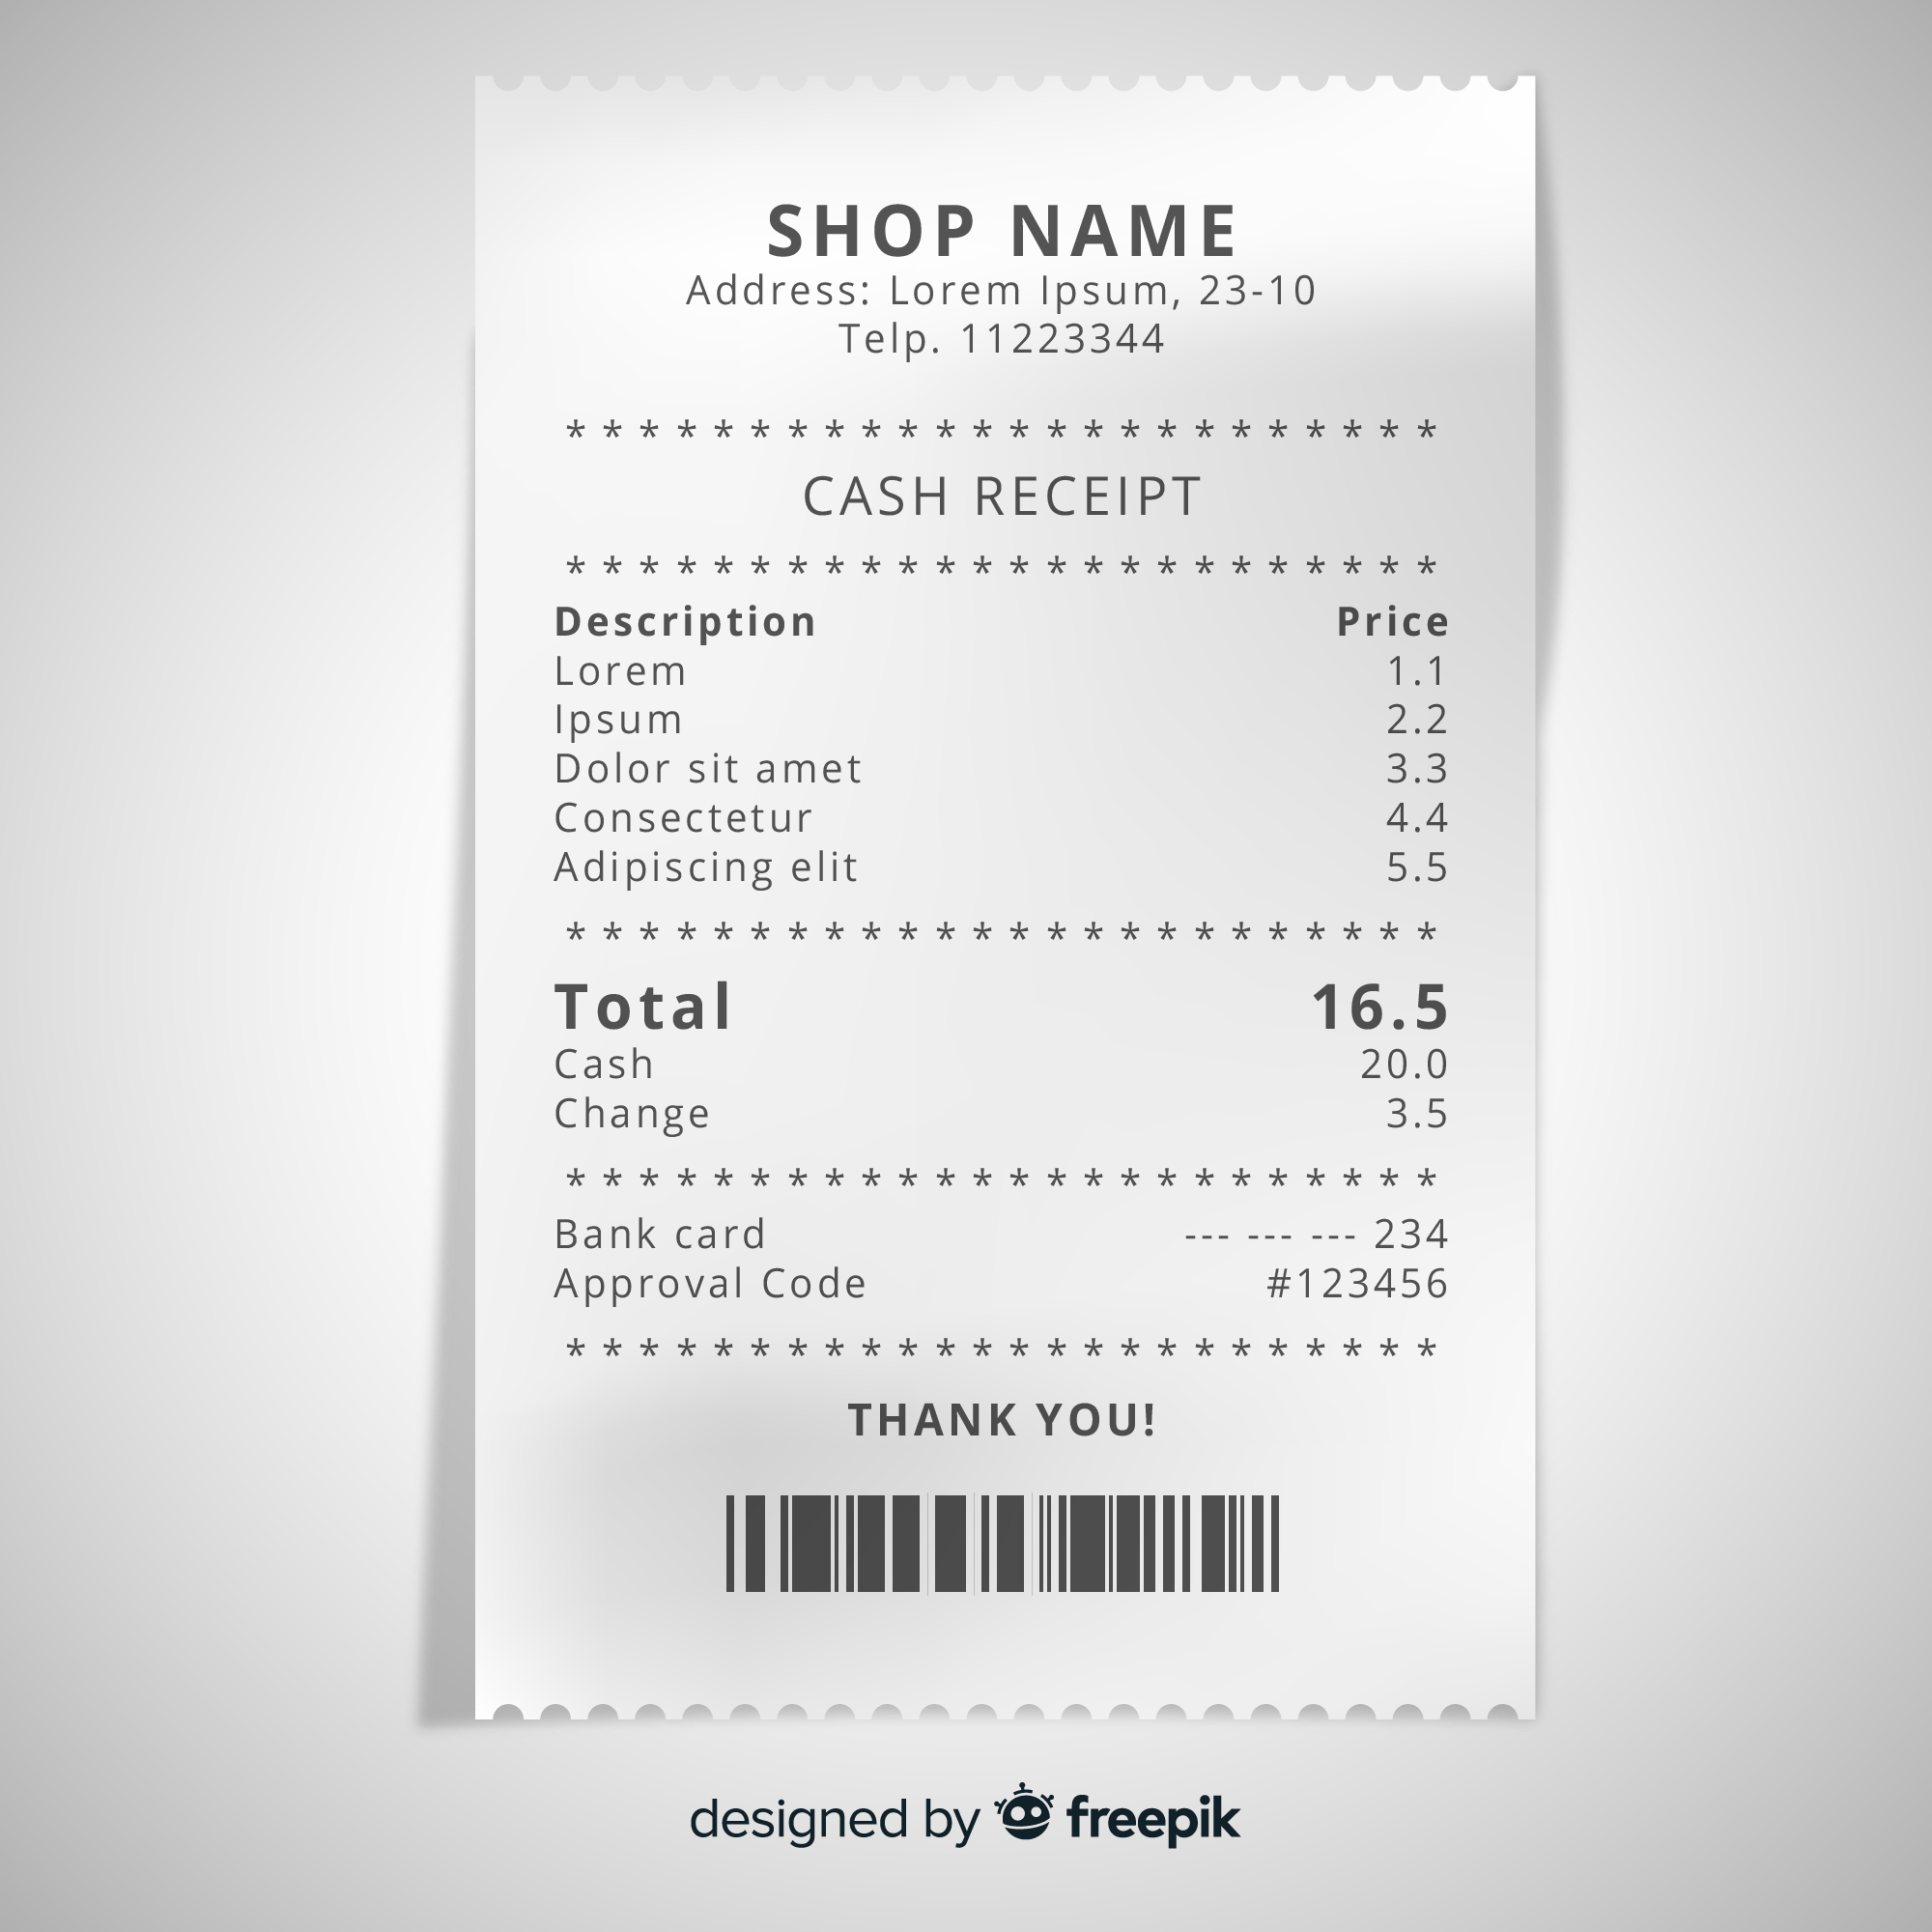 SHOP NAME
Address: Lorem Ipsum, 23-10
Telp. 11223344
* * * * * * * * * * * * * * * * * * * * * * * *
CASH RECEIPT
* * * * * * * * * * * * * * * * * * * * * * * *
Description Price
Lorem 1.1
Ipsum 2.2
Dolor sit amet 3.3
Consectetur 4.4
Adipiscing elit 5.5
* * * * * * * * * * * * * * * * * * * * * * * *
Total 16.5
Cash 20.0
Change 3.5
* * * * * * * * * * * * * * * * * * * * * * * *
Bank card --- --- --- 234
Approval Code #123456
* * * * * * * * * * * * * * * * * * * * * * * *
THANK YOU!
designed by freepik